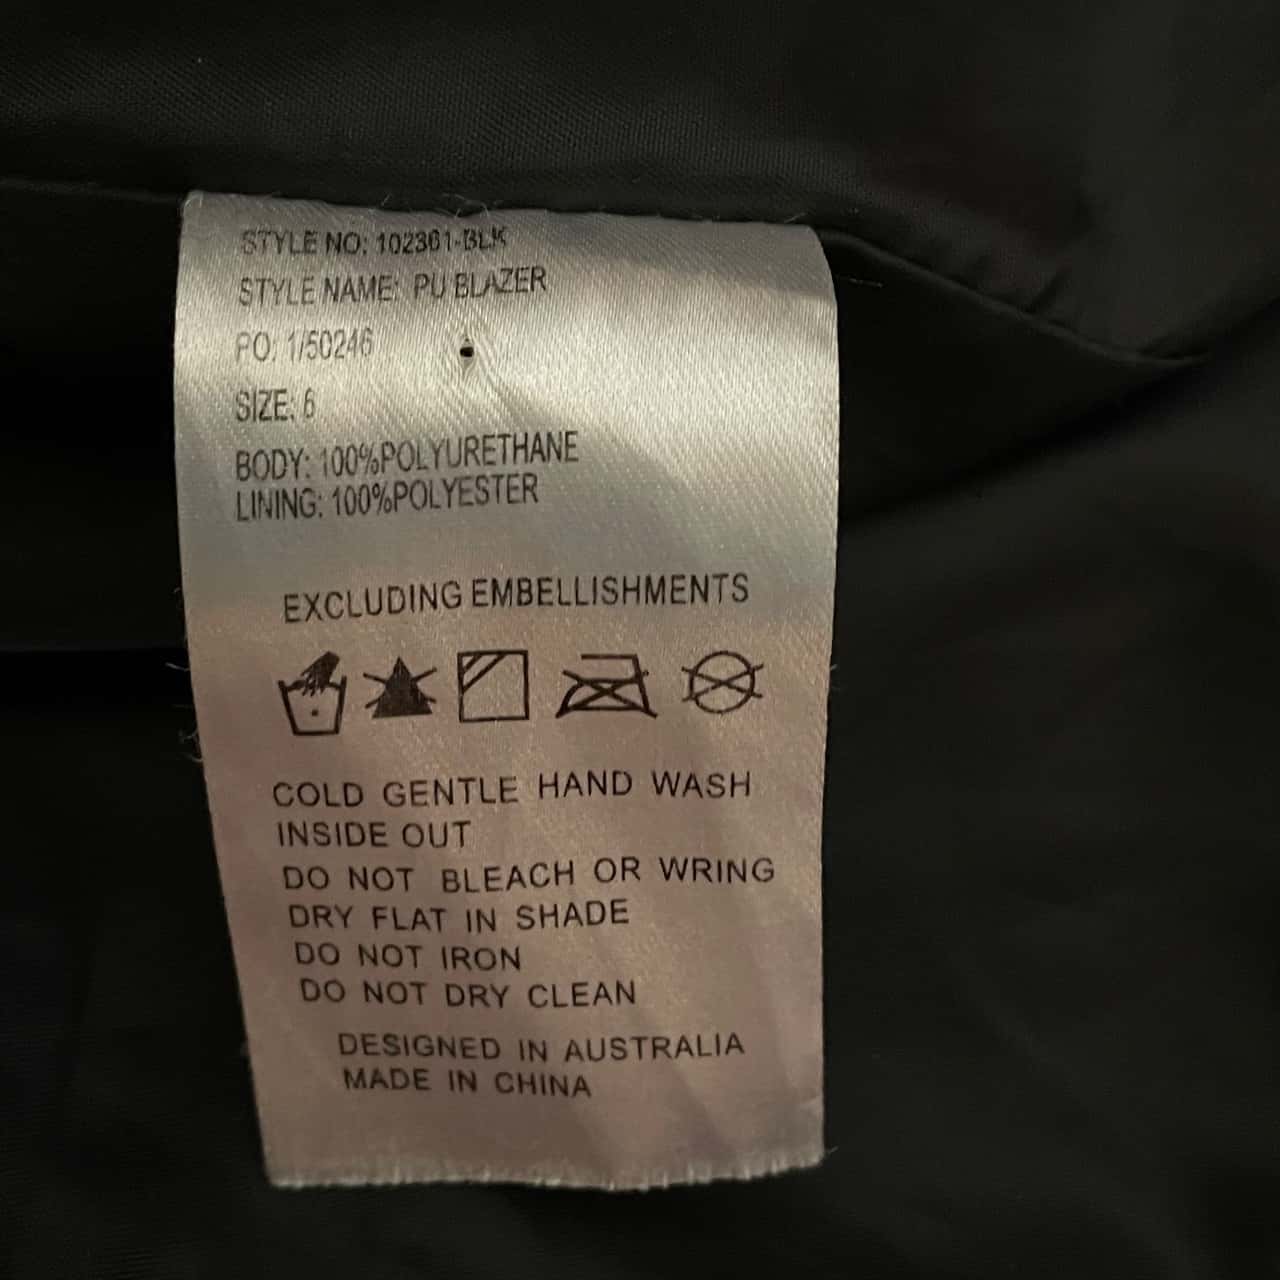 STYLE NO: 102361-BLK
STYLE NAME: PU BLAZER
PO: 1/50246
SIZE: 6
BODY: 100%POLYURETHANE
LINING: 100%POLYESTER
EXCLUDING EMBELLISHMENTS
COLD GENTLE HAND WASH
INSIDE OUT
DO NOT BLEACH OR WRING
DRY FLAT IN SHADE
DO NOT IRON
DO NOT DRY CLEAN
DESIGNED IN AUSTRALIA
MADE IN CHINA